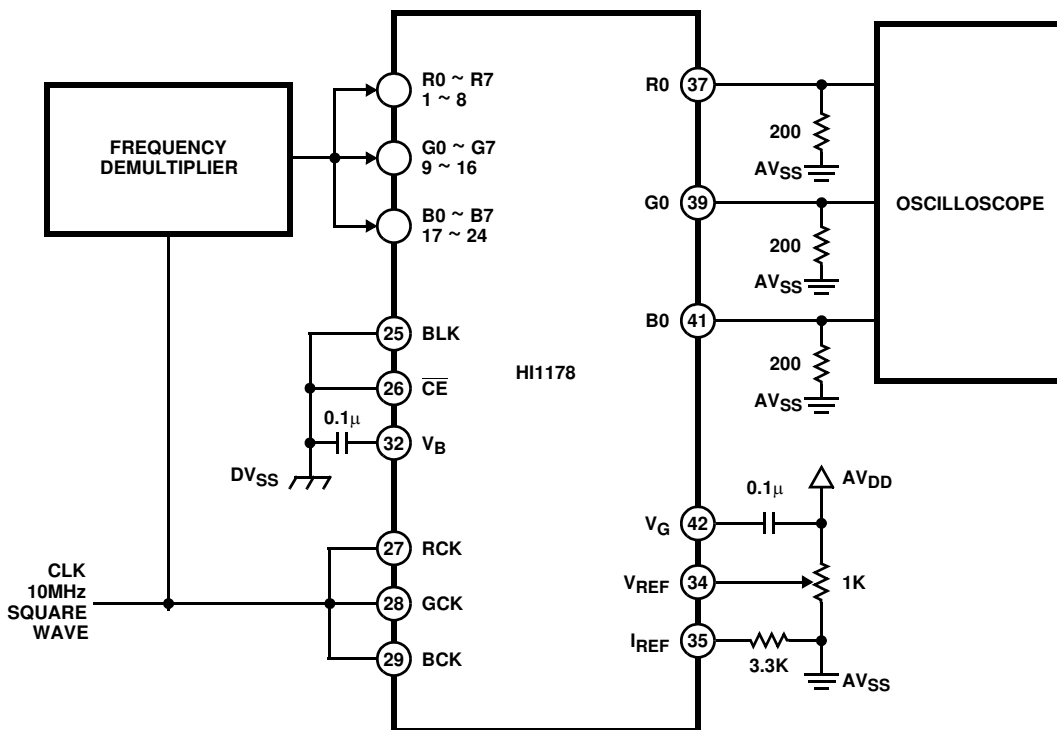 FREQUENCY
DEMULTIPLIER
R0 ~ R7
1 ~ 8
G0 ~ G7
9 ~ 16
B0 ~ B7
17 ~ 24
25 BLK
26 C̅E̅
0.1μ
32 VB
DVSS
27 RCK
28 GCK
29 BCK
CLK
10MHz
SQUARE
WAVE
HI1178
R0 37
200
AVSS
G0 39
200
AVSS
B0 41
200
AVSS
OSCILLOSCOPE
AVDD
0.1μ
VG 42
VREF 34
1K
IREF 35
3.3K
AVSS